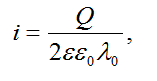 i = Q / 2εε₀λ₀ ,